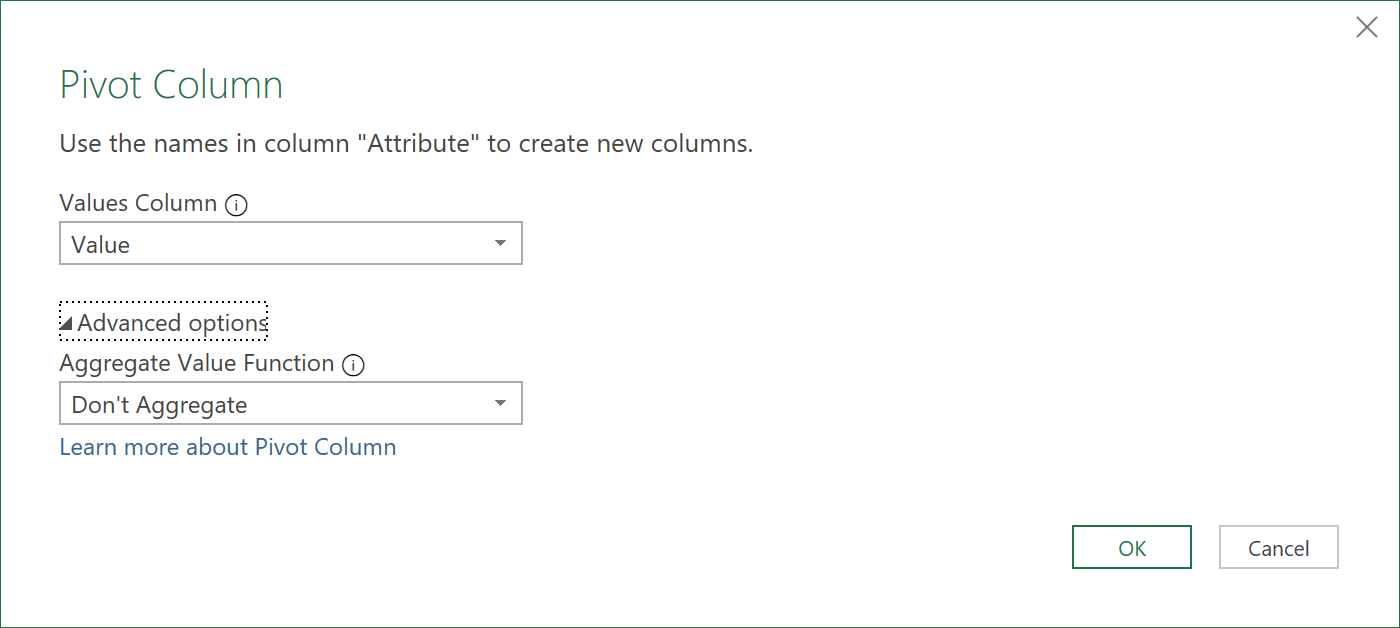 Pivot Column
Use the names in column "Attribute" to create new columns.
Values Column
Value
Advanced options
Aggregate Value Function
Don't Aggregate
Learn more about Pivot Column
OK
Cancel